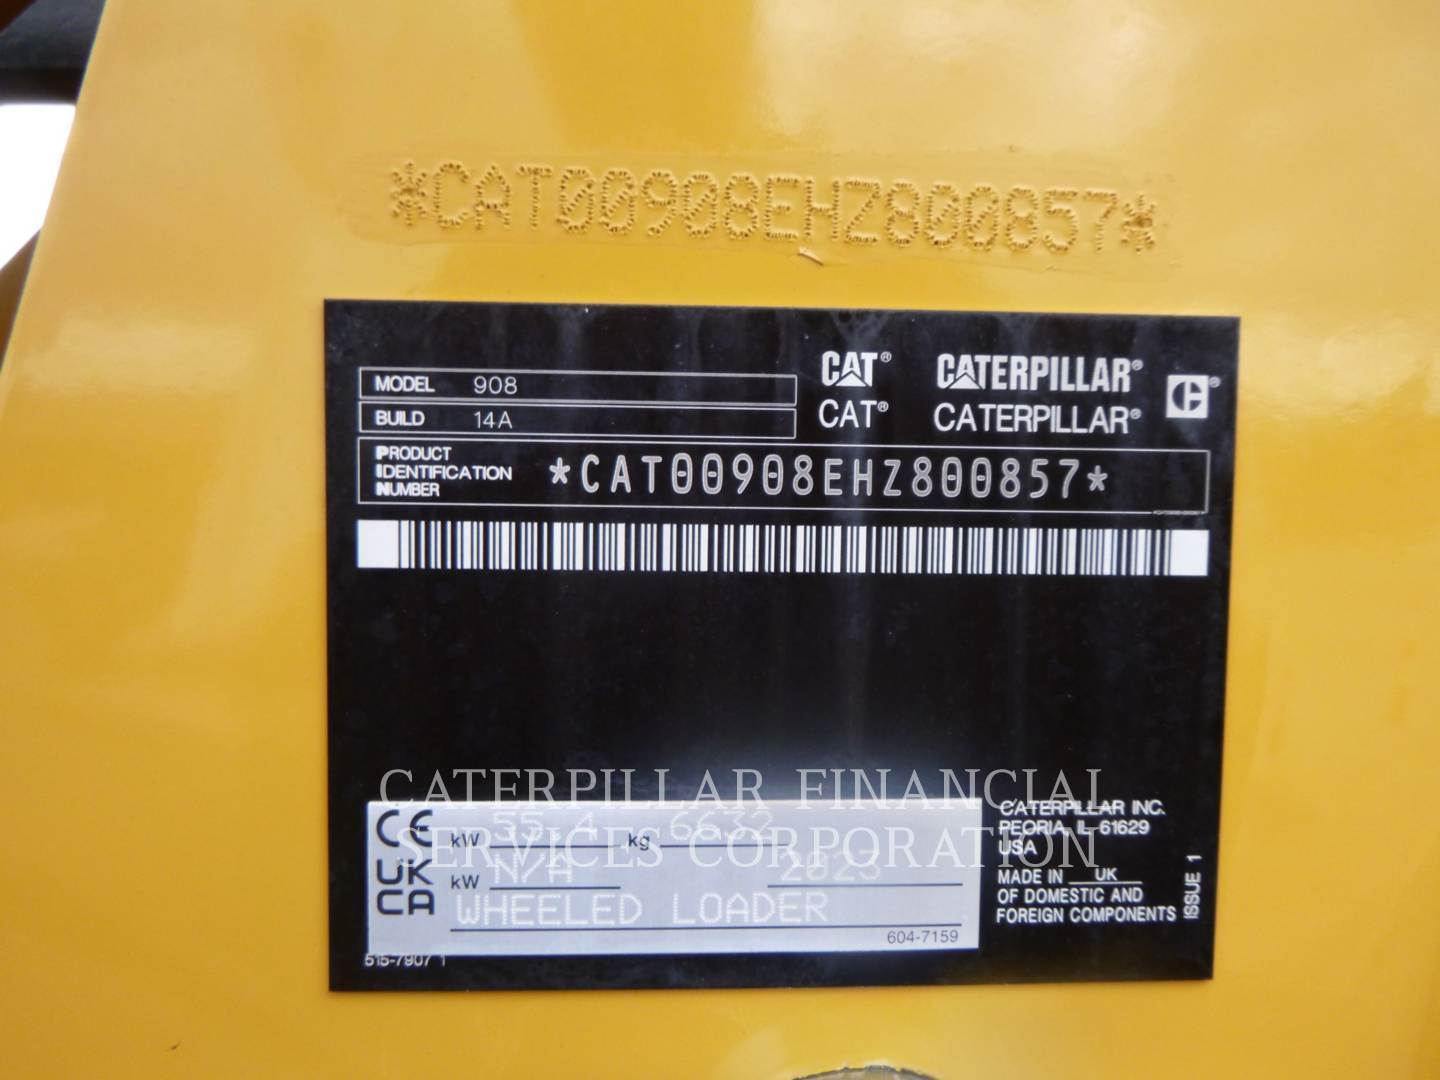 *CAT00908EHZ800857*
MODEL 908
BUILD 14A
CAT® CATERPILLAR®
CAT® CATERPILLAR®
PRODUCT
IDENTIFICATION
NUMBER
*CAT00908EHZ800857*
CATERPILLAR FINANCIAL
SERVICES CORPORATION
CE kW 55.4 kg 6632
UK
CA
kW N/A 2023
WHEELED LOADER
604-7159
515-7907 1
CATERPILLAR INC.
PEORIA, IL 61629
USA
MADE IN UK
OF DOMESTIC AND
FOREIGN COMPONENTS
ISSUE 1